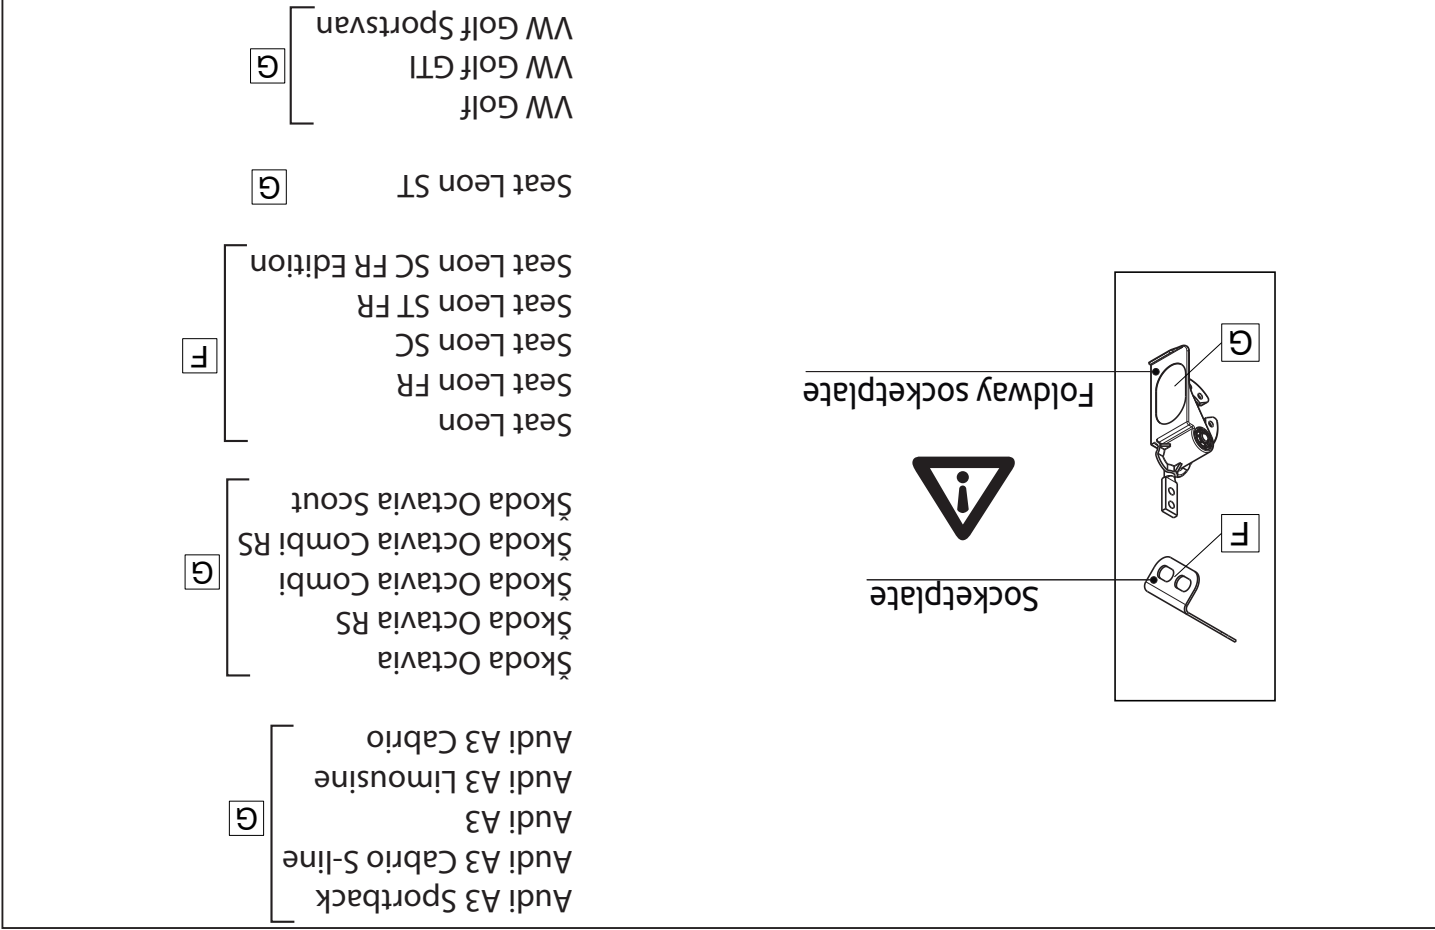 Audi A3 Sportback
Audi A3 Cabrio S-line
Audi A3
Audi A3 Limousine
Audi A3 Cabrio
G
Škoda Octavia
Škoda Octavia RS
Škoda Octavia Combi
Škoda Octavia Combi RS
Škoda Octavia Scout
G
Seat Leon
Seat Leon FR
Seat Leon SC
Seat Leon ST FR
Seat Leon SC FR Edition
F
Seat Leon ST
G
VW Golf
VW Golf GTI
VW Golf Sportsvan
G
Socketplate
F
Foldway socketplate
G